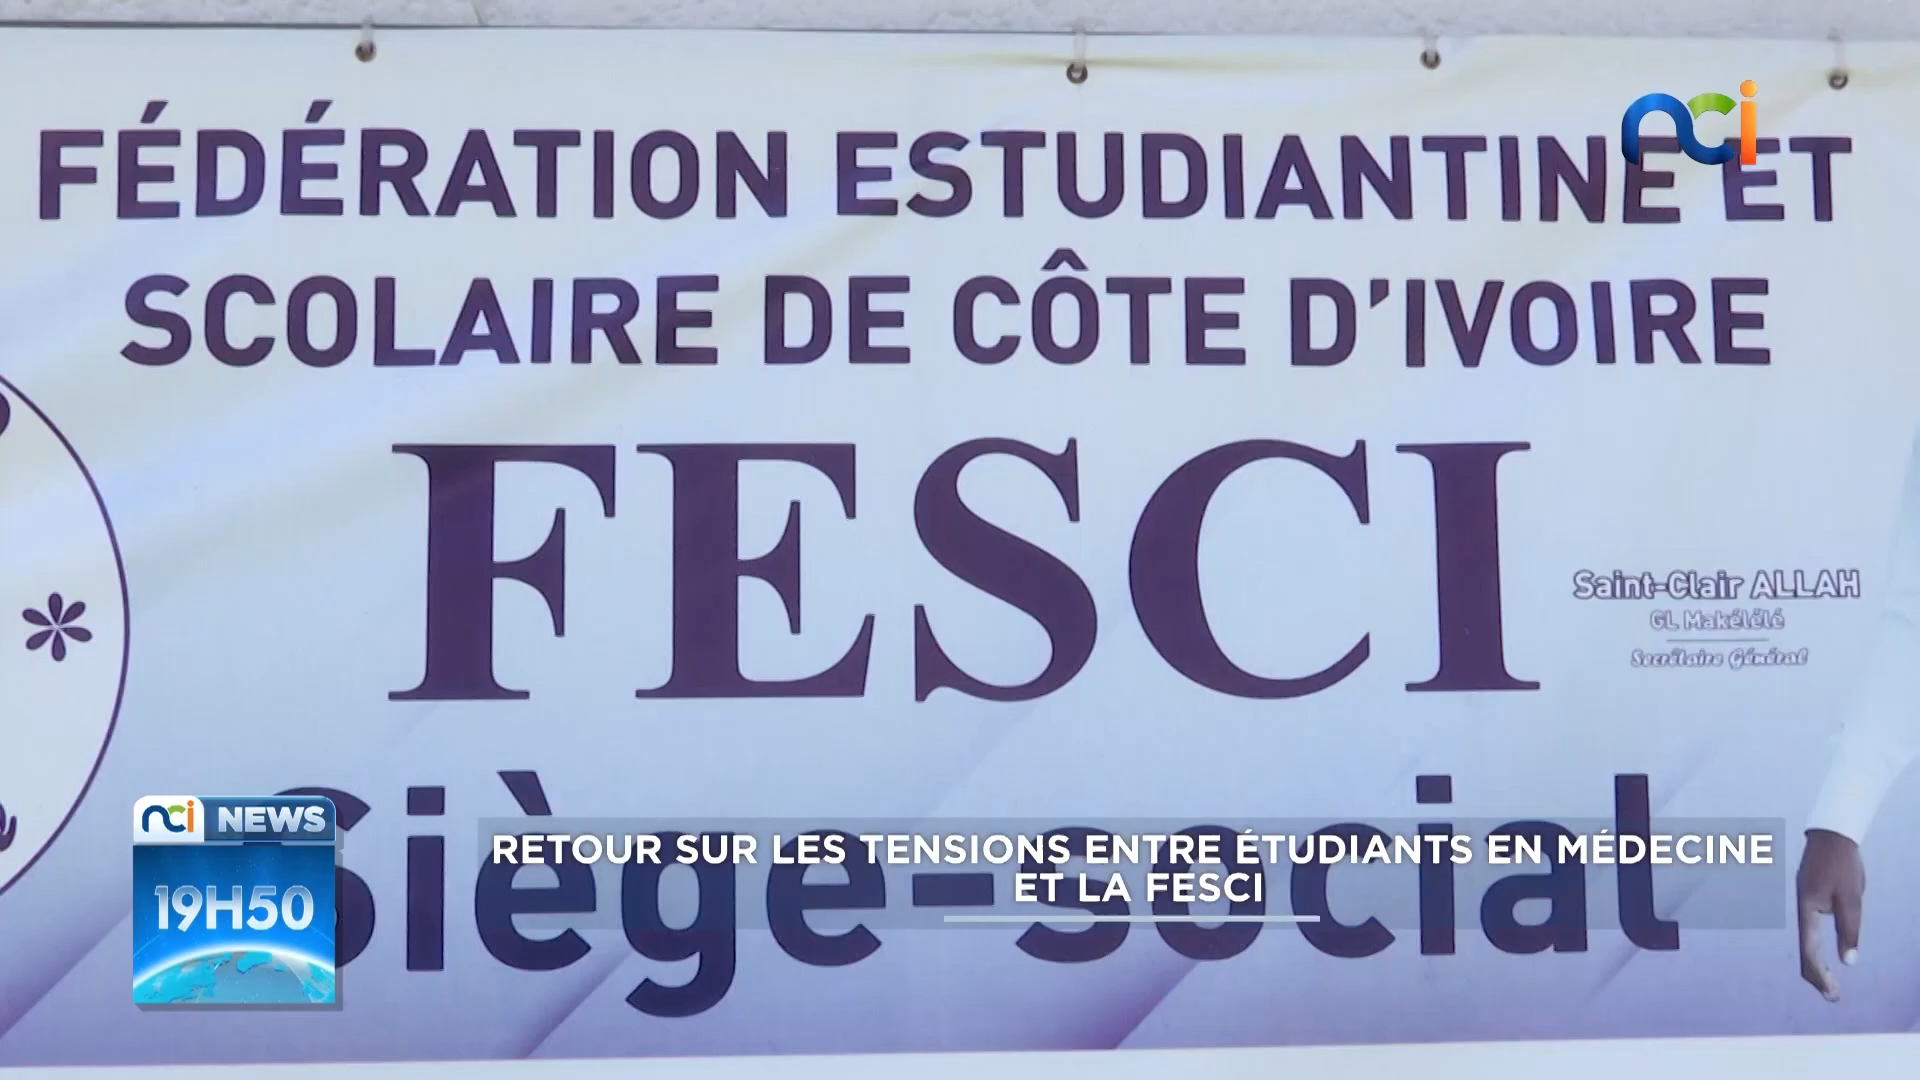 nci
FÉDÉRATION ESTUDIANTINE ET
SCOLAIRE DE CÔTE D'IVOIRE
FESCI
Saint-Clair ALLAH
GL Makélélé
Secrétaire Général
Siège-social
nci NEWS
19H50
RETOUR SUR LES TENSIONS ENTRE ÉTUDIANTS EN MÉDECINE
ET LA FESCI